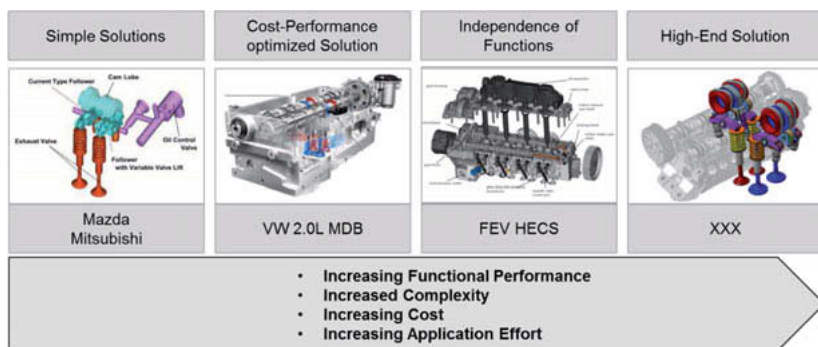 Simple Solutions
Cost-Performance
optimized Solution
Independence of
Functions
High-End Solution
Current Type Follower
Cam Lobe
Exhaust Valve
Oil Control
Valve
Follower
with Variable Valve Lift
Mazda
Mitsubishi
VW 2.0L MDB
FEV HECS
XXX
• Increasing Functional Performance
• Increased Complexity
• Increasing Cost
• Increasing Application Effort